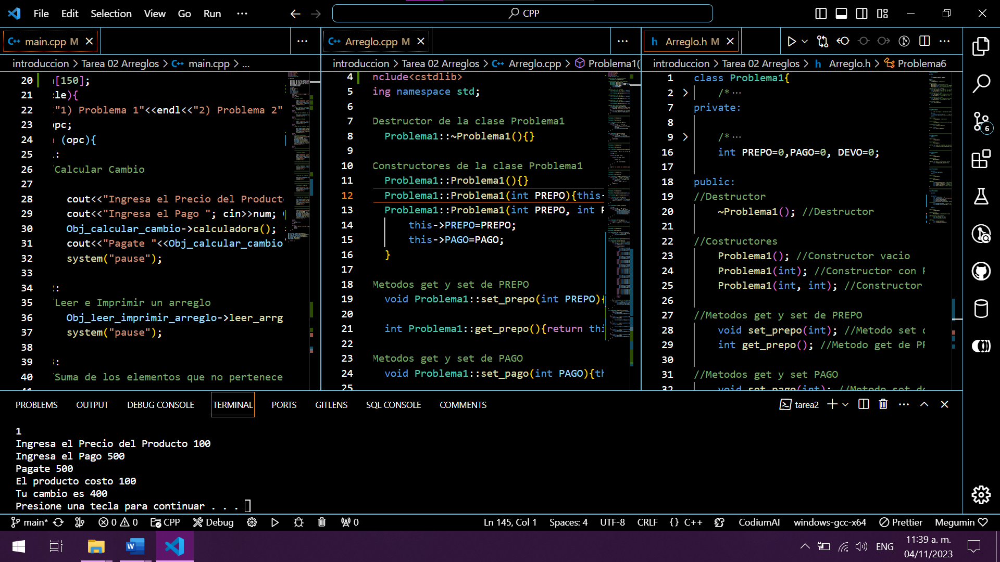 File Edit Selection View Go Run ··· CPP
main.cpp M
Arreglo.cpp M
Arreglo.h M
introduccion > Tarea 02 Arreglos > main.cpp > ...
20 [150];
21 le){
22 "1) Problema 1"<<endl<<"2) Problema 2"
23 opc;
24 (opc){
25 :
26 Calcular Cambio
27
28 cout<<"Ingresa el Precio del Product
29 cout<<"Ingresa el Pago "; cin>>num;
30 Obj_calcular_cambio->calculadora();
31 cout<<"Pagate "<<Obj_calcular_cambio
32 system("pause");
33
34 :
35 Leer e Imprimir un arreglo
36 Obj_leer_imprimir_arreglo->leer_arrg
37 system("pause");
38
39 :
40 Suma de los elementos que no pertenece
introduccion > Tarea 02 Arreglos > Arreglo.cpp > Problema1(
4 nclude<cstdlib>
5 ing namespace std;
6
7 Destructor de la clase Problema1
8 Problema1::~Problema1(){}
9
10 Constructores de la clase Problema1
11 Problema1::Problema1(){}
12 Problema1::Problema1(int PREPO){this-
13 Problema1::Problema1(int PREPO, int
14 this->PREPO=PREPO;
15 this->PAGO=PAGO;
16 }
17
18 Metodos get y set de PREPO
19 void Problema1::set_prepo(int PREPO){
20
21 int Problema1::get_prepo(){return thi
22
23 Metodos get y set de PAGO
24 void Problema1::set_pago(int PAGO){th
25
introduccion > Tarea 02 Arreglos > Arreglo.h > Problema6
1 class Problema1{
2 /* ···
7 private:
8
9 /* ···
16 int PREPO=0,PAGO=0, DEVO=0;
17
18 public:
19 //Destructor
20 ~Problema1(); //Destructor
21
22 //Costructores
23 Problema1(); //Constructor vacio
24 Problema1(int); //Constructor con
25 Problema1(int, int); //Constructor
26
27 //Metodos get y set de PREPO
28 void set_prepo(int); //Metodo set
29 int get_prepo(); //Metodo get de
30
31 //Metodos get y set PAGO
32 void set_pago(int); //Metodo set de
6
PROBLEMS OUTPUT DEBUG CONSOLE TERMINAL PORTS GITLENS SQL CONSOLE COMMENTS tarea2
1
Ingresa el Precio del Producto 100
Ingresa el Pago 500
Pagate 500
El producto costo 100
Tu cambio es 400
Presione una tecla para continuar . . .
main* 0 0 CPP Debug 0 Ln 145, Col 1 Spaces: 4 UTF-8 CRLF {} C++ CodiumAI windows-gcc-x64 Prettier Megumin
ENG
11:39 a. m.
04/11/2023